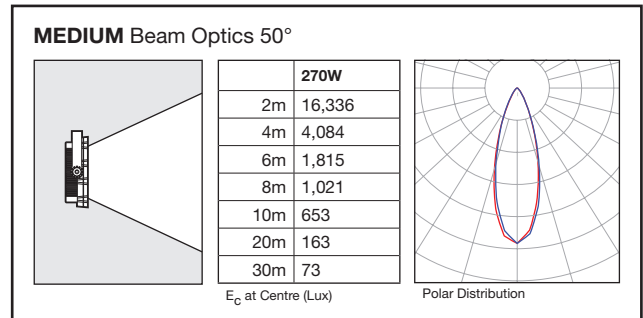 MEDIUM Beam Optics 50°
270W
2m 16,336
4m 4,084
6m 1,815
8m 1,021
10m 653
20m 163
30m 73
E_C at Centre (Lux)
Polar Distribution